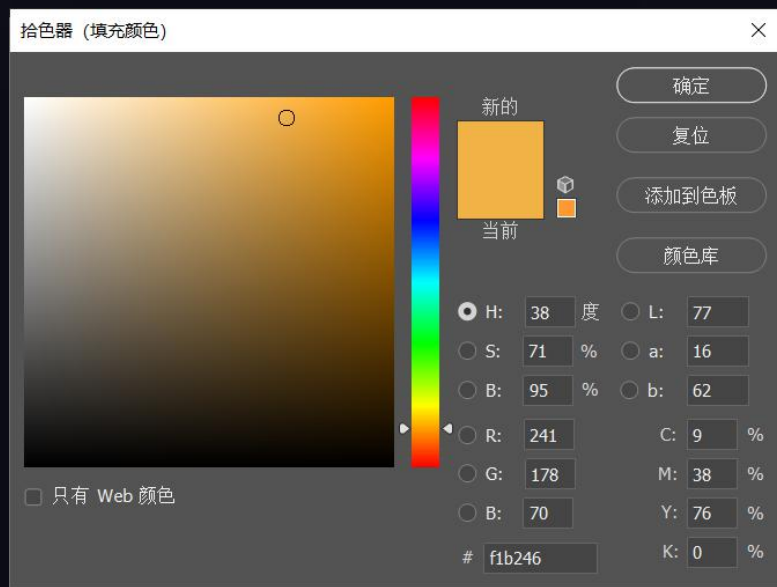 拾色器 (填充颜色)
新的
当前
确定
复位
添加到色板
颜色库
H: 38 度
S: 71 %
B: 95 %
R: 241
G: 178
B: 70
# f1b246
L: 77
a: 16
b: 62
C: 9 %
M: 38 %
Y: 76 %
K: 0 %
只有 Web 颜色